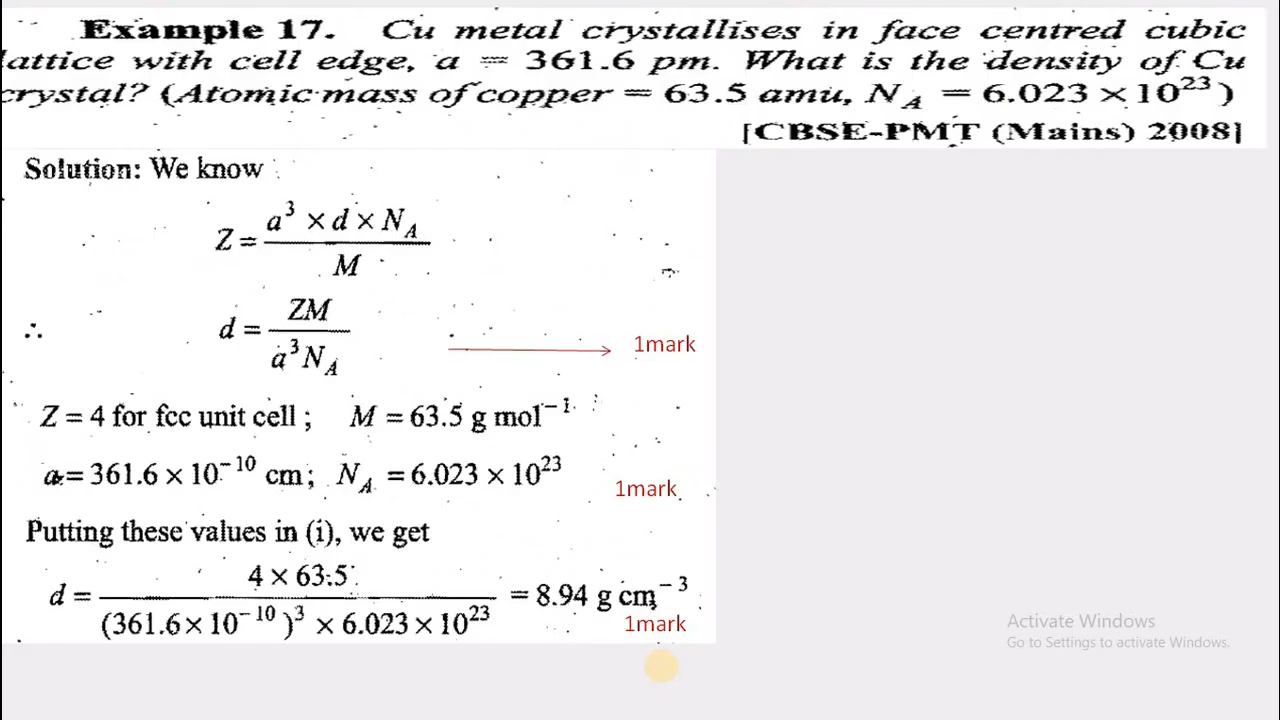 Example 17. Cu metal crystallises in face centred cubic
lattice with cell edge, a = 361.6 pm. What is the density of Cu
crystal? (Atomic mass of copper = 63.5 amu, N_A = 6.023 × 10^23)
[CBSE-PMT (Mains) 2008]
Solution: We know
Z = a^3 × d × N_A / M
∴ d = ZM / a^3 N_A
1mark
Z = 4 for fcc unit cell ; M = 63.5 g mol^−1
a = 361.6 × 10^−10 cm; N_A = 6.023 × 10^23
1mark
Putting these values in (i), we get
d = 4 × 63.5 / (361.6 × 10^−10)^3 × 6.023 × 10^23 = 8.94 g cm^−3
1mark
Activate Windows
Go to Settings to activate Windows.